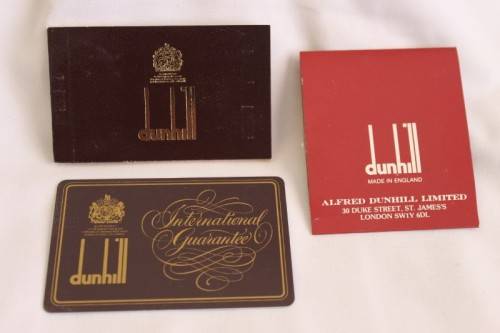 dunhill
dunhill
MADE IN ENGLAND
ALFRED DUNHILL LIMITED
30 DUKE STREET, ST. JAMES'S
LONDON SW1Y 6DL
International
Guarantee
dunhill